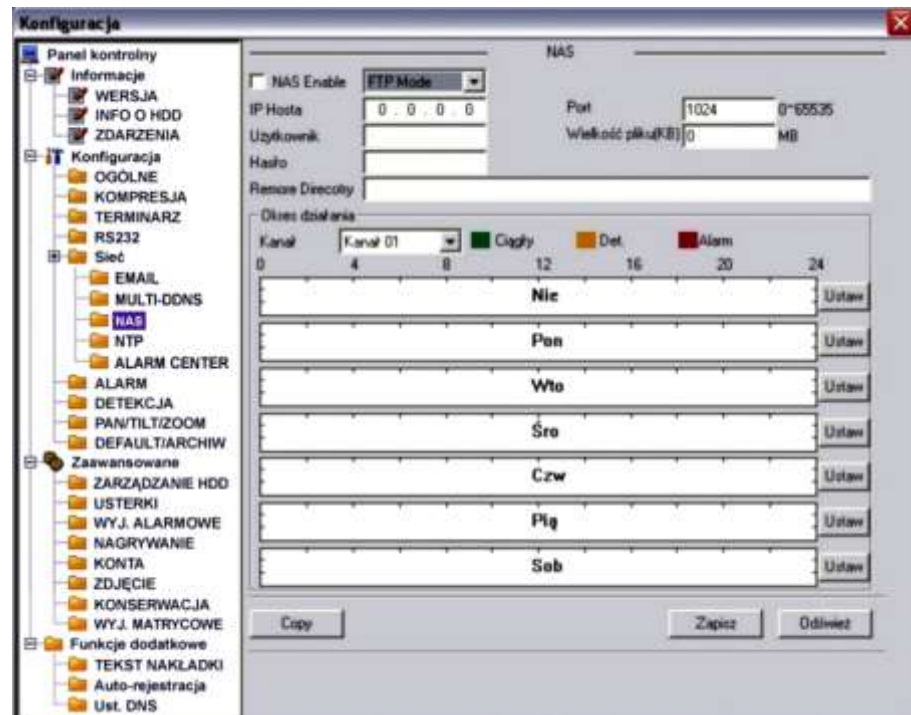 Konfiguracja
Panel kontrolny
Informacje
WERSJA
INFO O HDD
ZDARZENIA
Konfiguracja
OGÓLNE
KOMPRESJA
TERMINARZ
RS232
Sieć
EMAIL
MULTI-DDNS
NAS
NTP
ALARM CENTER
ALARM
DETEKCJA
PAN/TILT/ZOOM
DEFAULT/ARCHIW
Zaawansowane
ZARZĄDZANIE HDD
USTERKI
WYJ. ALARMOWE
NAGRYWANIE
KONTA
ZDJĘCIE
KONSERWACJA
WYJ. MATRYCOWE
Funkcje dodatkowe
TEKST NAKŁADKI
Auto-rejestracja
Ust. DNS
NAS
NAS Enable FTP Mode
IP Hosta 0 . 0 . 0 . 0 Port 1024 0~65535
Użytkownik Wielkość pliku(KB) 0 MB
Hasło
Remore Direcotry
Okres działania
Kanał Kanał 01 Ciągły Det. Alarm
0 4 8 12 16 20 24
Nie Ustaw
Pon Ustaw
Wto Ustaw
Śro Ustaw
Czw Ustaw
Pią Ustaw
Sob Ustaw
Copy Zapisz Odśwież